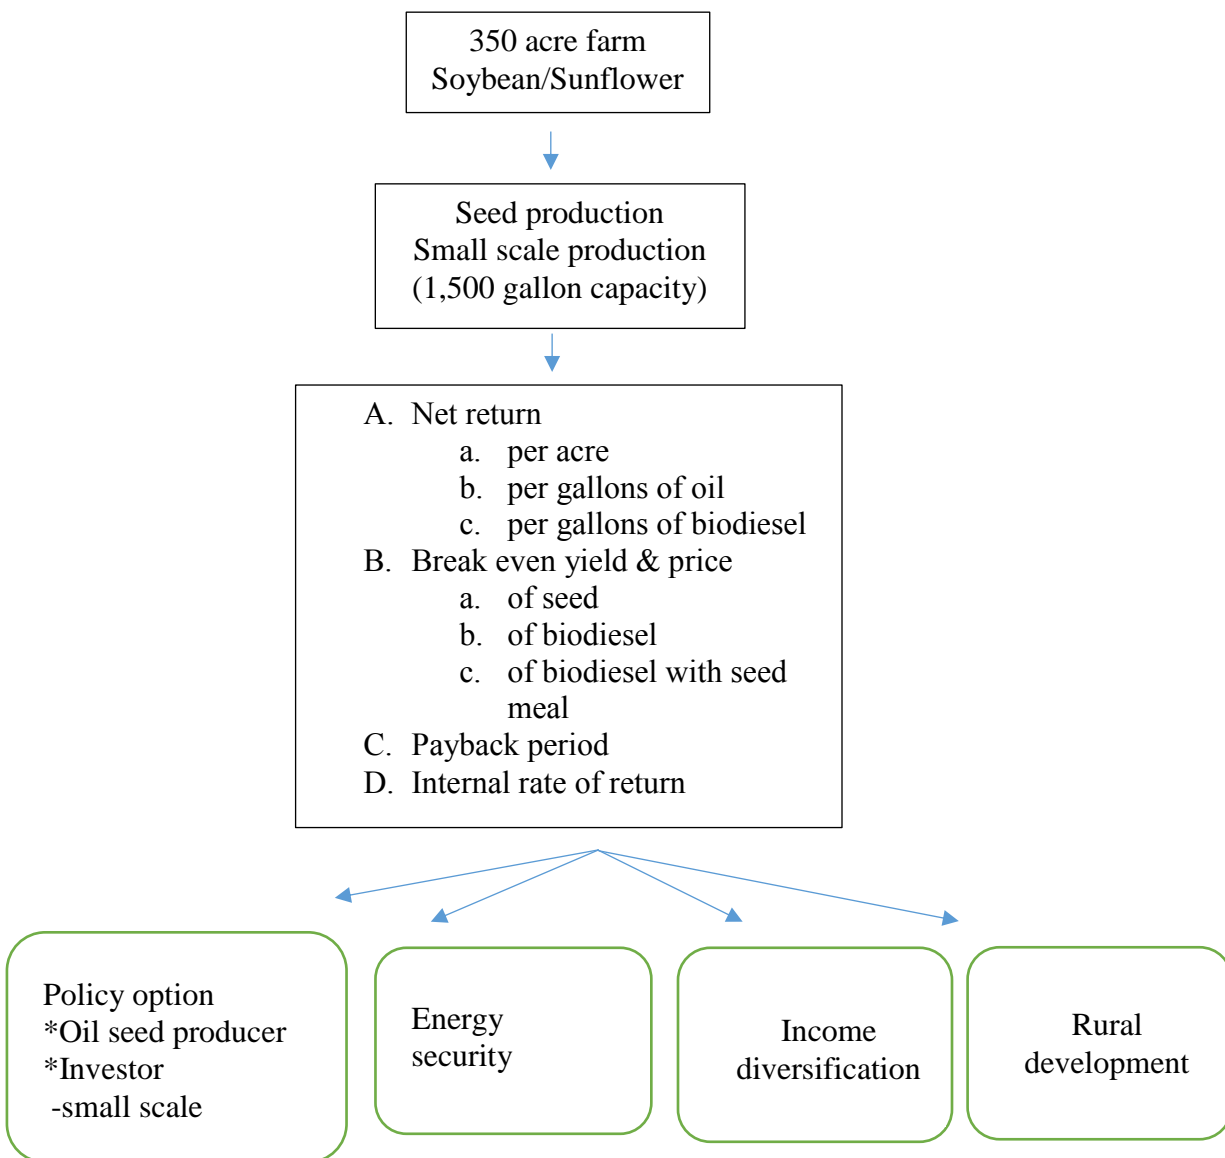 350 acre farm
Soybean/Sunflower
Seed production
Small scale production
(1,500 gallon capacity)
A. Net return
a. per acre
b. per gallons of oil
c. per gallons of biodiesel
B. Break even yield & price
a. of seed
b. of biodiesel
c. of biodiesel with seed
meal
C. Payback period
D. Internal rate of return
Policy option
*Oil seed producer
*Investor
-small scale
Energy
security
Income
diversification
Rural
development